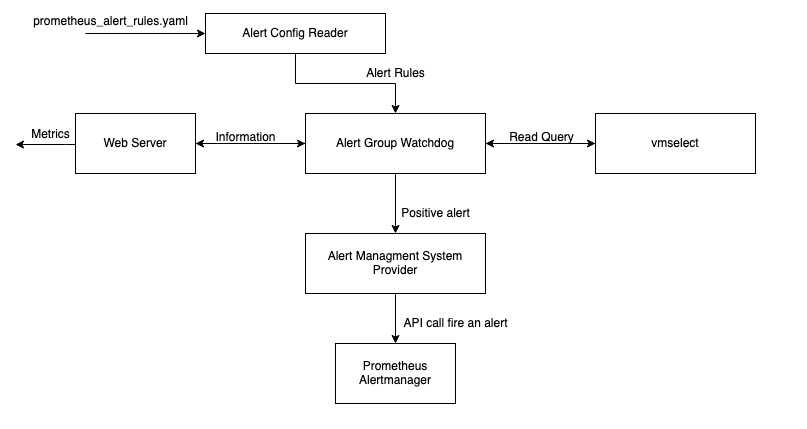 prometheus_alert_rules.yaml
Alert Config Reader
Alert Rules
Metrics
Web Server
Information
Alert Group Watchdog
Read Query
vmselect
Positive alert
Alert Managment System
Provider
API call fire an alert
Prometheus
Alertmanager